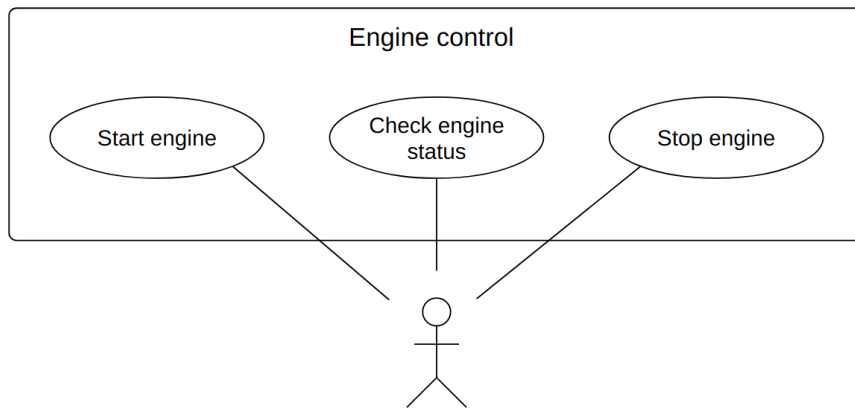 Engine control
Start engine
Check engine
status
Stop engine